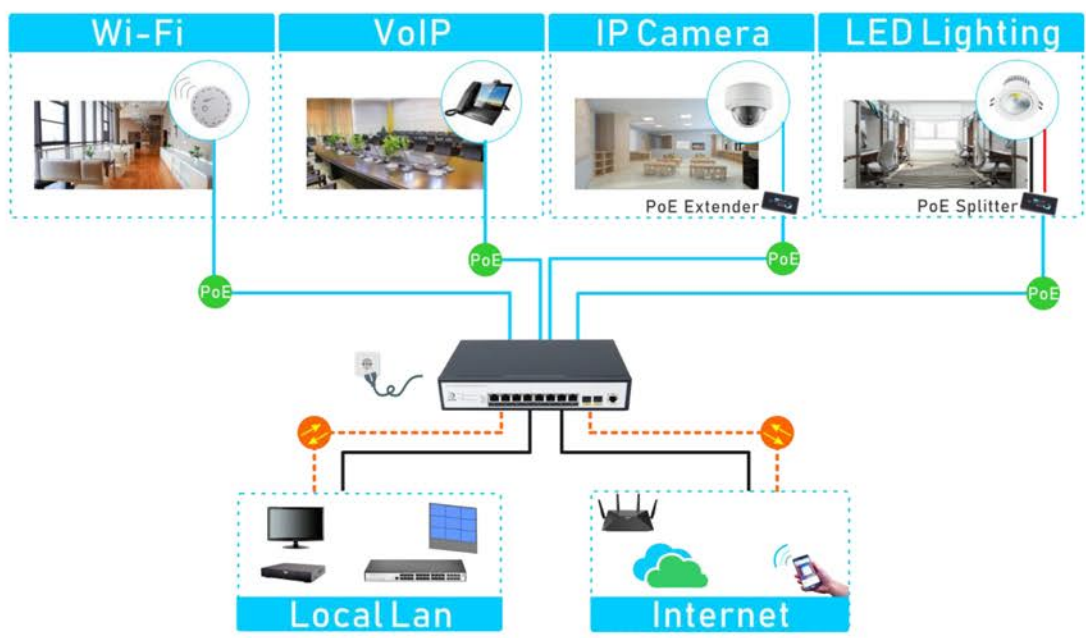 Wi-Fi
VoIP
IP Camera
LED Lighting
PoE Extender
PoE Splitter
PoE
PoE
PoE
PoE
Local Lan
Internet